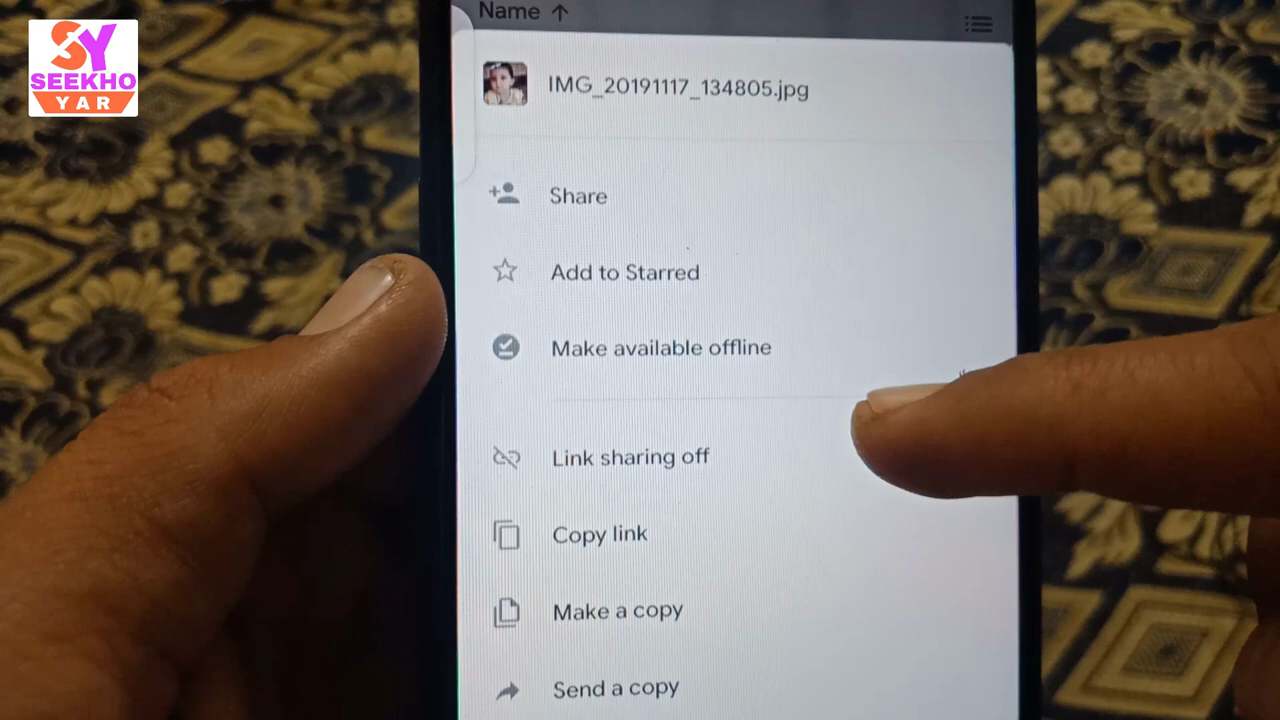 SY
SEEKHO
YAR
Name ↑
IMG_20191117_134805.jpg
Share
Add to Starred
Make available offline
Link sharing off
Copy link
Make a copy
Send a copy